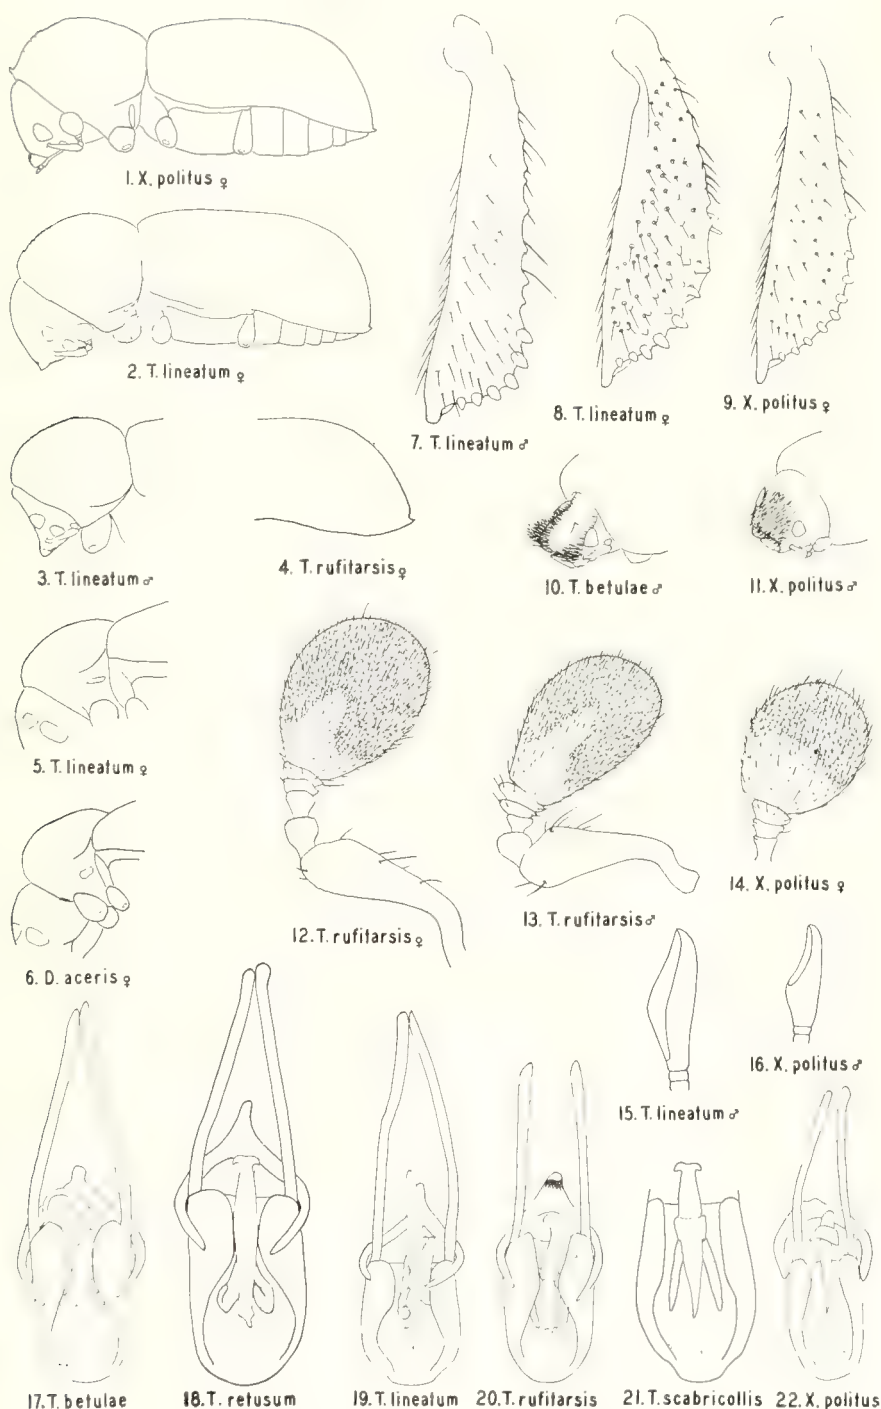 1. X. politus ♀
2. T. lineatum ♀
3. T. lineatum ♂
4. T. rufitarsis ♀
5. T. lineatum ♀
6. D. aceris ♀
7. T. lineatum ♂
8. T. lineatum ♀
9. X. politus ♀
10. T. betulae ♂
11. X. politus ♂
12. T. rufitarsis ♀
13. T. rufitarsis ♂
14. X. politus ♀
15. T. lineatum ♂
16. X. politus ♂
17. T. betulae
18. T. retusum
19. T. lineatum
20. T. rufitarsis
21. T. scabricollis
22. X. politus